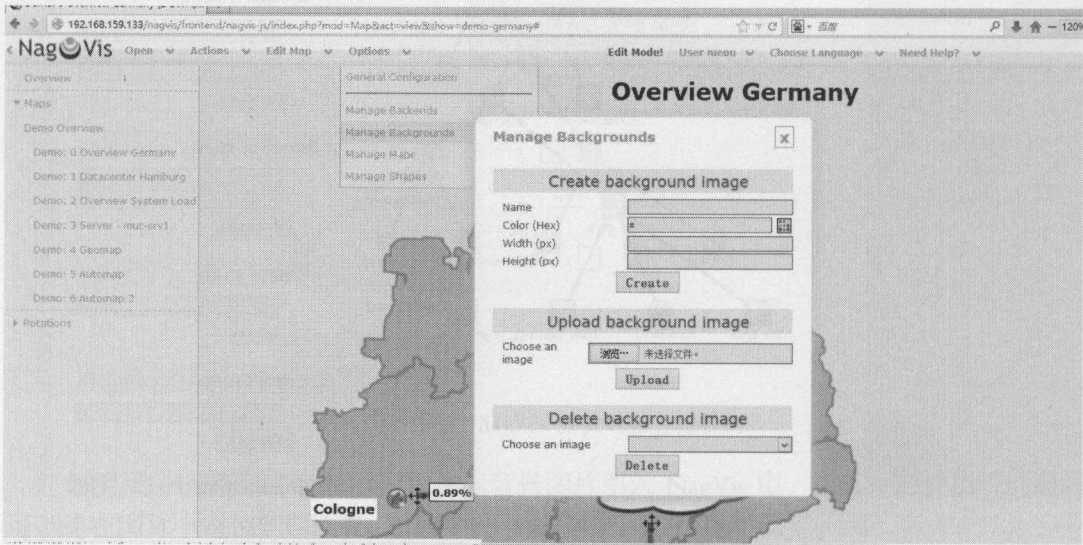 192.168.159.133/nagvis/frontend/nagvis-js/index.php?mod=Map&act=view&show=demo-germany#
百度
120%
NagVis Open Actions Edit Map Options Edit Mode! User menu Choose Language Need Help?
Overview
Maps
Demo Overview
Demo: 0 Overview Germany
Demo: 1 Datacenter Hamburg
Demo: 2 Overview System Load
Demo: 3 Server - muc-srv1
Demo: 4 Geomap
Demo: 5 Automap
Demo: 6 Automap 2
Rotations
General Configuration
Manage Backends
Manage Backgrounds
Manage Maps
Manage Shapes
Overview Germany
Manage Backgrounds x
Create background image
Name
Color (Hex) #
Width (px)
Height (px)
Create
Upload background image
Choose an image 浏览… 未选择文件。
Upload
Delete background image
Choose an image
Delete
0.89%
Cologne